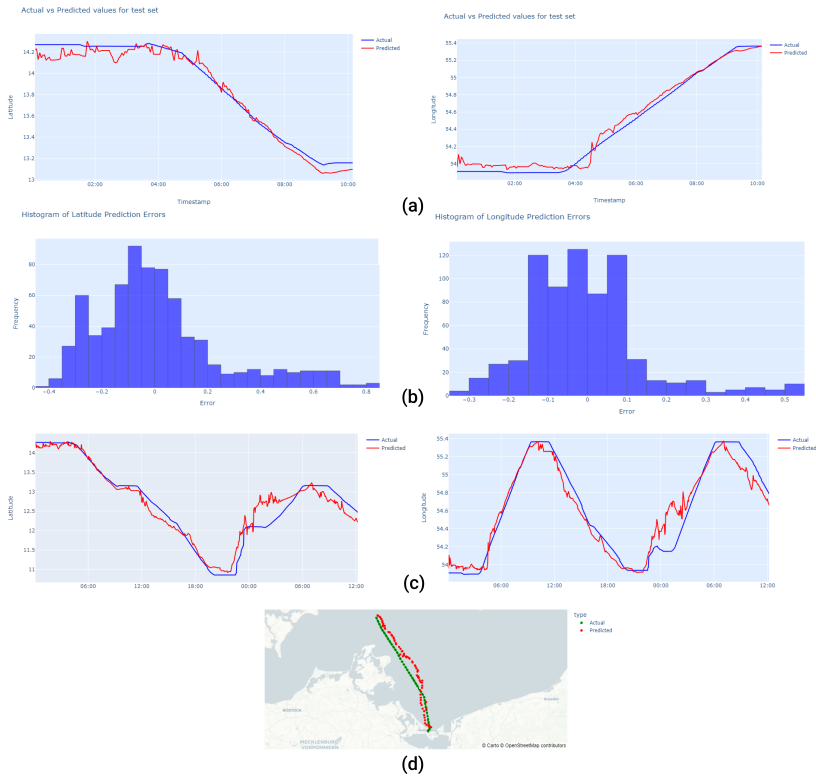 Actual vs Predicted values for test set
14.2
14
13.8
13.6
13.4
13.2
13
Latitude
02:00 04:00 06:00 08:00 10:00
Timestamp
Actual
Predicted
Actual vs Predicted values for test set
55.4
55.2
55
54.8
54.6
54.4
54.2
54
Longitude
02:00 04:00 06:00 08:00 10:00
Timestamp
Actual
Predicted
(a)
Histogram of Latitude Prediction Errors
80
60
40
20
0
Frequency
−0.4 −0.2 0 0.2 0.4 0.6 0.8
Error
Histogram of Longitude Prediction Errors
120
100
80
60
40
20
0
Frequency
−0.3 −0.2 −0.1 0 0.1 0.2 0.3 0.4 0.5
Error
(b)
14
13
12
11
Latitude
06:00 12:00 18:00 00:00 06:00 12:00
Actual
Predicted
55.4
55.2
55
54.8
54.6
54.4
54.2
54
Longitude
06:00 12:00 18:00 00:00 06:00 12:00
Actual
Predicted
(c)
type
Actual
Predicted
ROSTOCK
MECKLENBURG
VORPOMMERN
© Carto © OpenStreetMap contributors
(d)